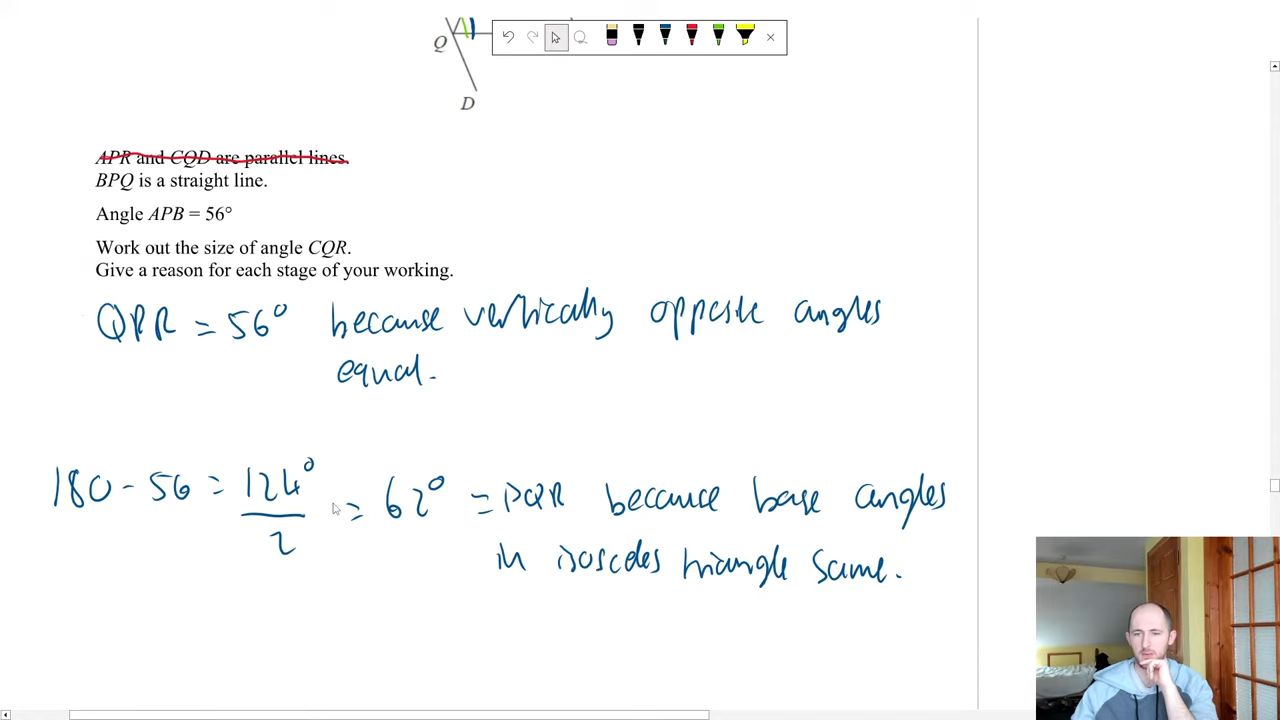 Q
D
APR and CQD are parallel lines.
BPQ is a straight line.
Angle APB = 56°
Work out the size of angle CQR.
Give a reason for each stage of your working.
QPR = 56° because vertically opposite angles
equal.
180 - 56 = 124° / 2 = 62° = PQR because base angles
in isosceles triangle same.